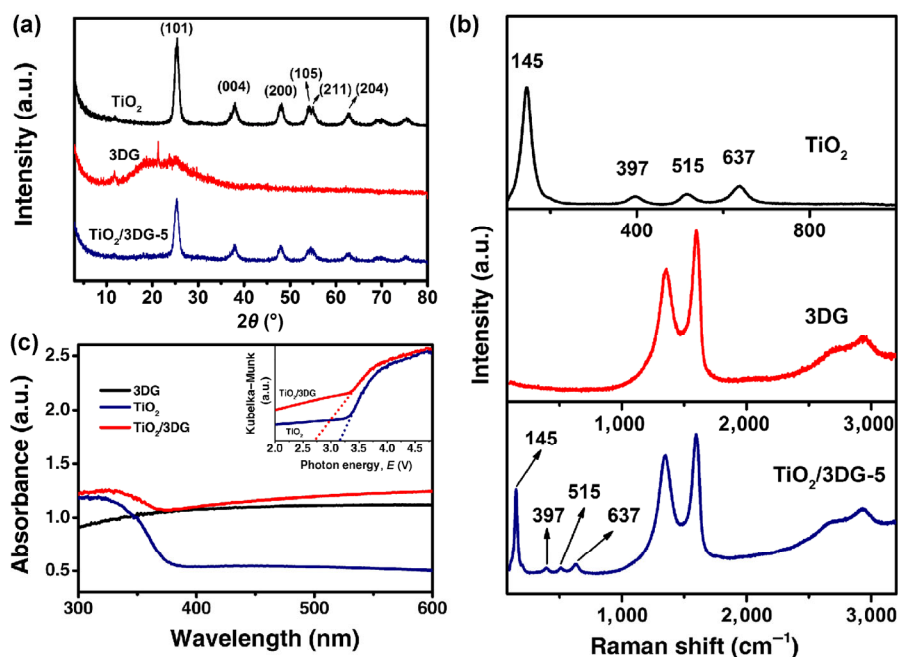 (a)
Intensity (a.u.)
(101)
(004)
(200)
(105)
(211)
(204)
TiO₂
3DG
TiO₂/3DG-5
10 20 30 40 50 60 70 80
2θ (°)
(b)
Intensity (a.u.)
145
397
515
637
TiO₂
400 800
3DG
1,000 2,000 3,000
145
397
515
637
TiO₂/3DG-5
1,000 2,000 3,000
Raman shift (cm⁻¹)
(c)
Absorbance (a.u.)
2.5
2.0
1.5
1.0
0.5
3DG
TiO₂
TiO₂/3DG
Kubelka–Munk
(a.u.)
TiO₂/3DG
TiO₂
2.0 2.5 3.0 3.5 4.0 4.5
Photon energy, E (V)
300 400 500 600
Wavelength (nm)